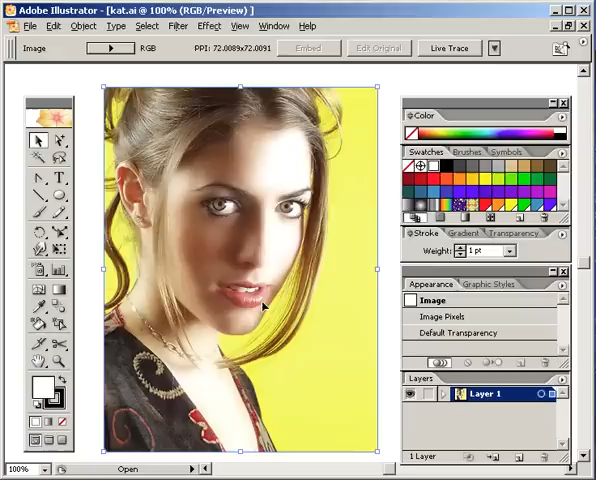 Adobe Illustrator - [kat.ai @ 100% (RGB/Preview) ]
File Edit Object Type Select Filter Effect View Window Help
Image RGB PPI: 72.0089x72.0091 Embed Edit Original Live Trace
Color
Swatches Brushes Symbols
Stroke Gradient Transparency
Weight: 1 pt
Appearance Graphic Styles
Image
Image Pixels
Default Transparency
Layers
Layer 1
1 Layer
100% Open